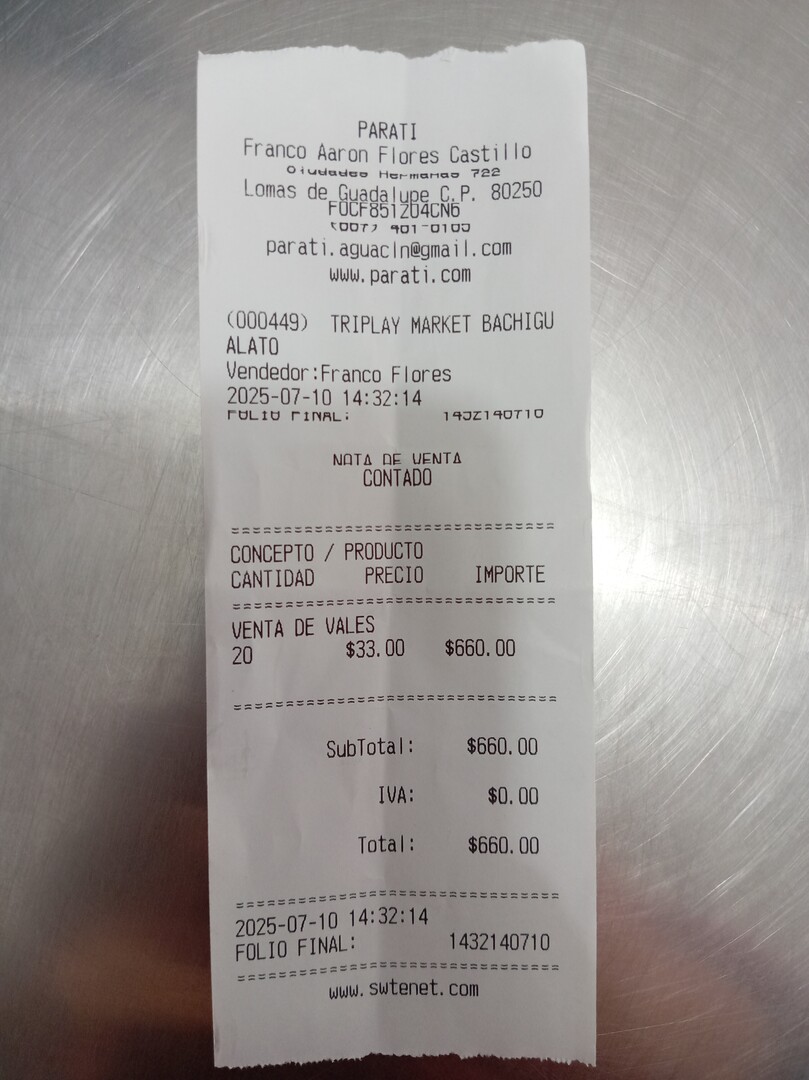 PARATI
Franco Aaron Flores Castillo
Ciudades Hermanas 722
Lomas de Guadalupe C.P. 80250
FOCF851204CN6
parati.aguacln@gmail.com
www.parati.com
(000449) TRIPLAY MARKET BACHIGU
ALATO
Vendedor:Franco Flores
2025-07-10 14:32:14
FOLIO FINAL: 1432140710
NOTA DE VENTA
CONTADO
==============================
CONCEPTO / PRODUCTO
CANTIDAD PRECIO IMPORTE
==============================
VENTA DE VALES
20 $33.00 $660.00
==============================
SubTotal: $660.00
IVA: $0.00
Total: $660.00
==============================
2025-07-10 14:32:14
FOLIO FINAL: 1432140710
==============================
www.swtenet.com